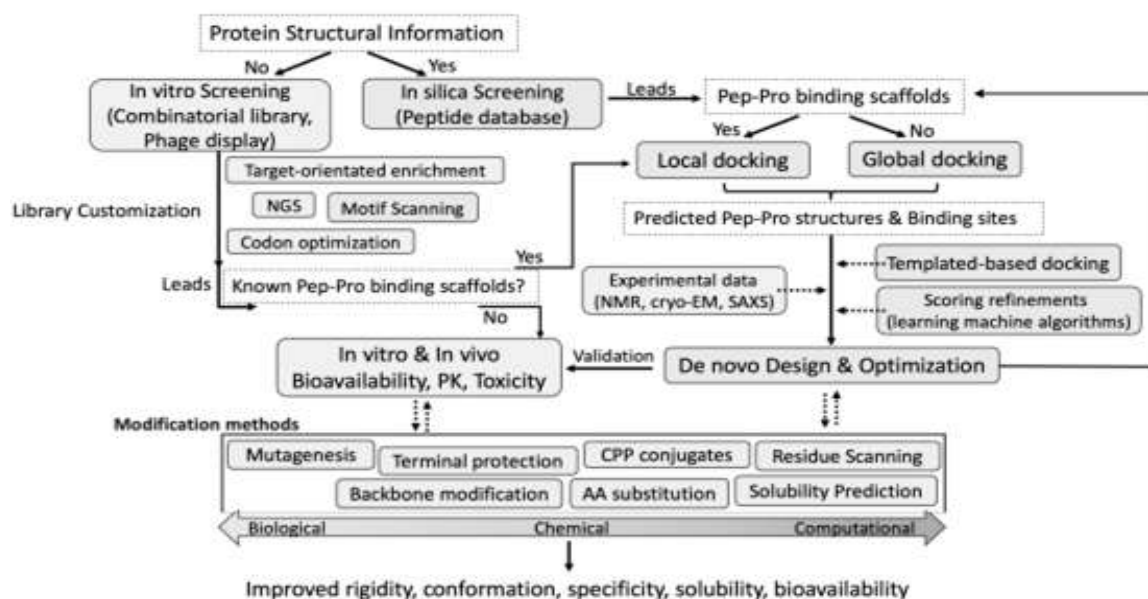 Protein Structural Information
No
Yes
In vitro Screening
(Combinatorial library,
Phage display)
In silica Screening
(Peptide database)
Leads
Pep-Pro binding scaffolds
Yes
No
Local docking
Global docking
Target-orientated enrichment
Library Customization
NGS
Motif Scanning
Codon optimization
Predicted Pep-Pro structures & Binding sites
Yes
Leads
Known Pep-Pro binding scaffolds?
No
Experimental data
(NMR, cryo-EM, SAXS)
Templated-based docking
Scoring refinements
(learning machine algorithms)
In vitro & In vivo
Bioavailability, PK, Toxicity
Validation
De novo Design & Optimization
Modification methods
Mutagenesis
Terminal protection
CPP conjugates
Residue Scanning
Backbone modification
AA substitution
Solubility Prediction
Biological
Chemical
Computational
Improved rigidity, conformation, specificity, solubility, bioavailability